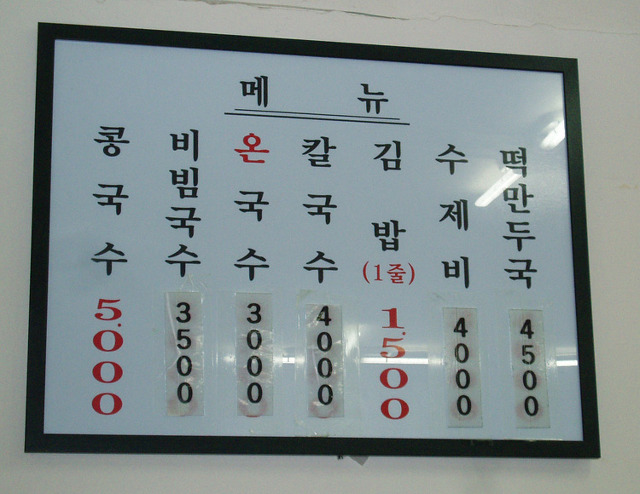 메 뉴
콩국수
5.000
비빔국수
3500
온국수
3000
칼국수
4000
김밥
(1줄)
1.500
수제비
4000
떡만두국
4500